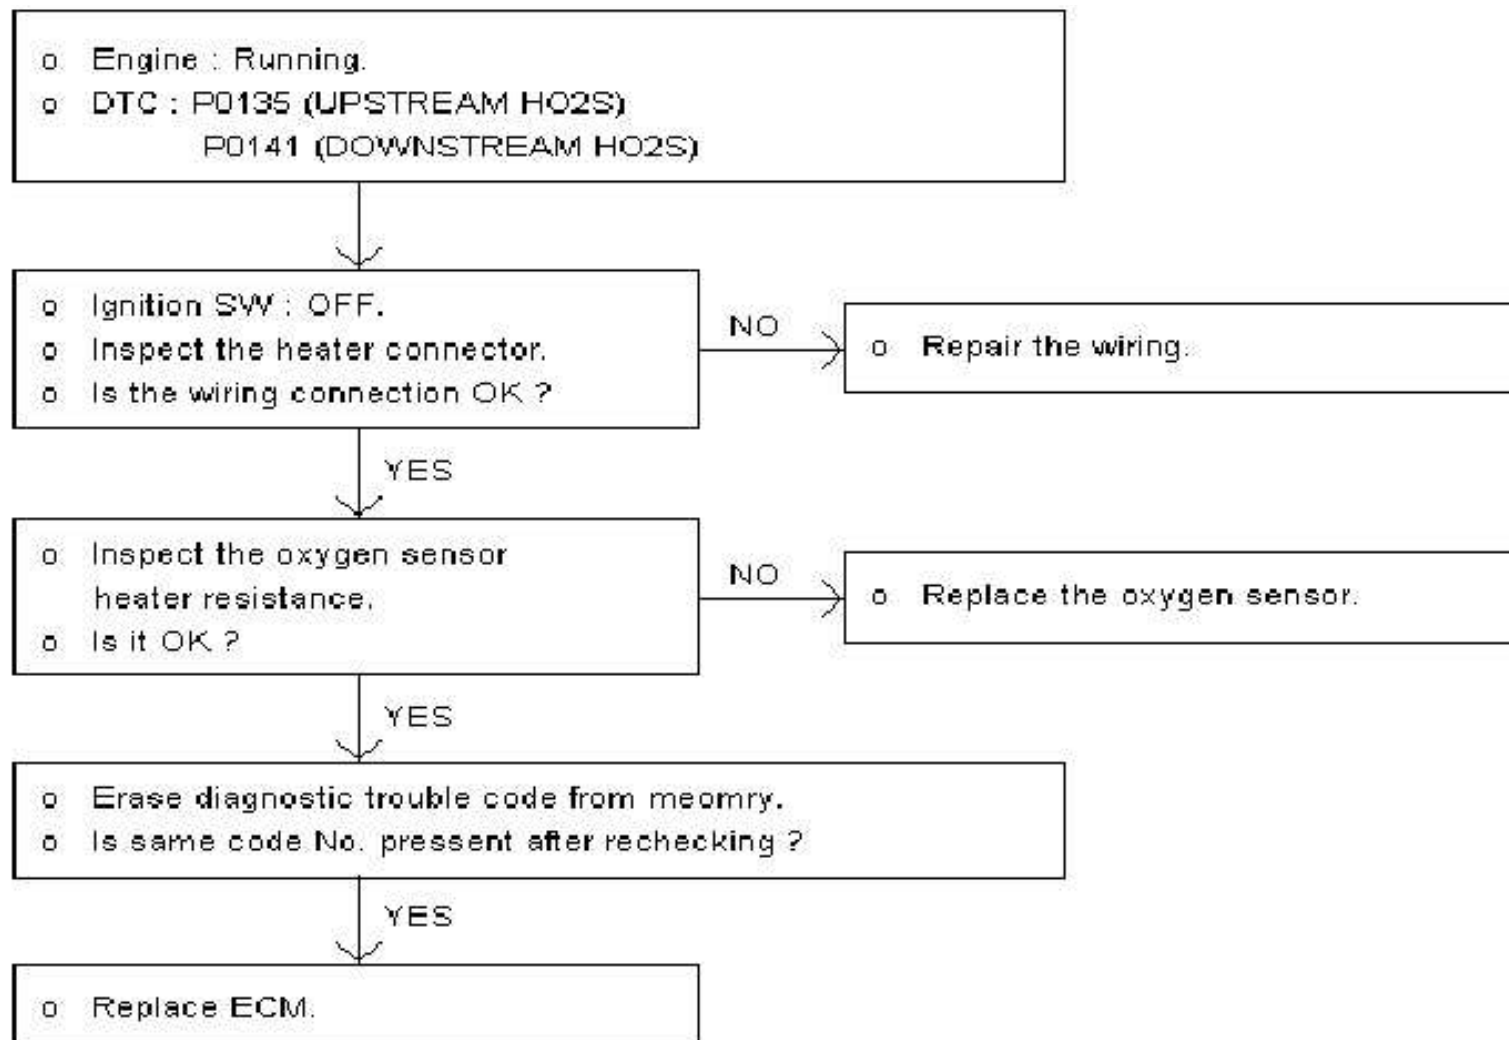 o Engine : Running.
o DTC : P0135 (UPSTREAM HO2S)
P0141 (DOWNSTREAM HO2S)
o Ignition SW : OFF.
o Inspect the heater connector.
o Is the wiring connection OK ?
NO
o Repair the wiring.
YES
o Inspect the oxygen sensor
heater resistance.
o Is it OK ?
NO
o Replace the oxygen sensor.
YES
o Erase diagnostic trouble code from meomry.
o Is same code No. pressent after rechecking ?
YES
o Replace ECM.